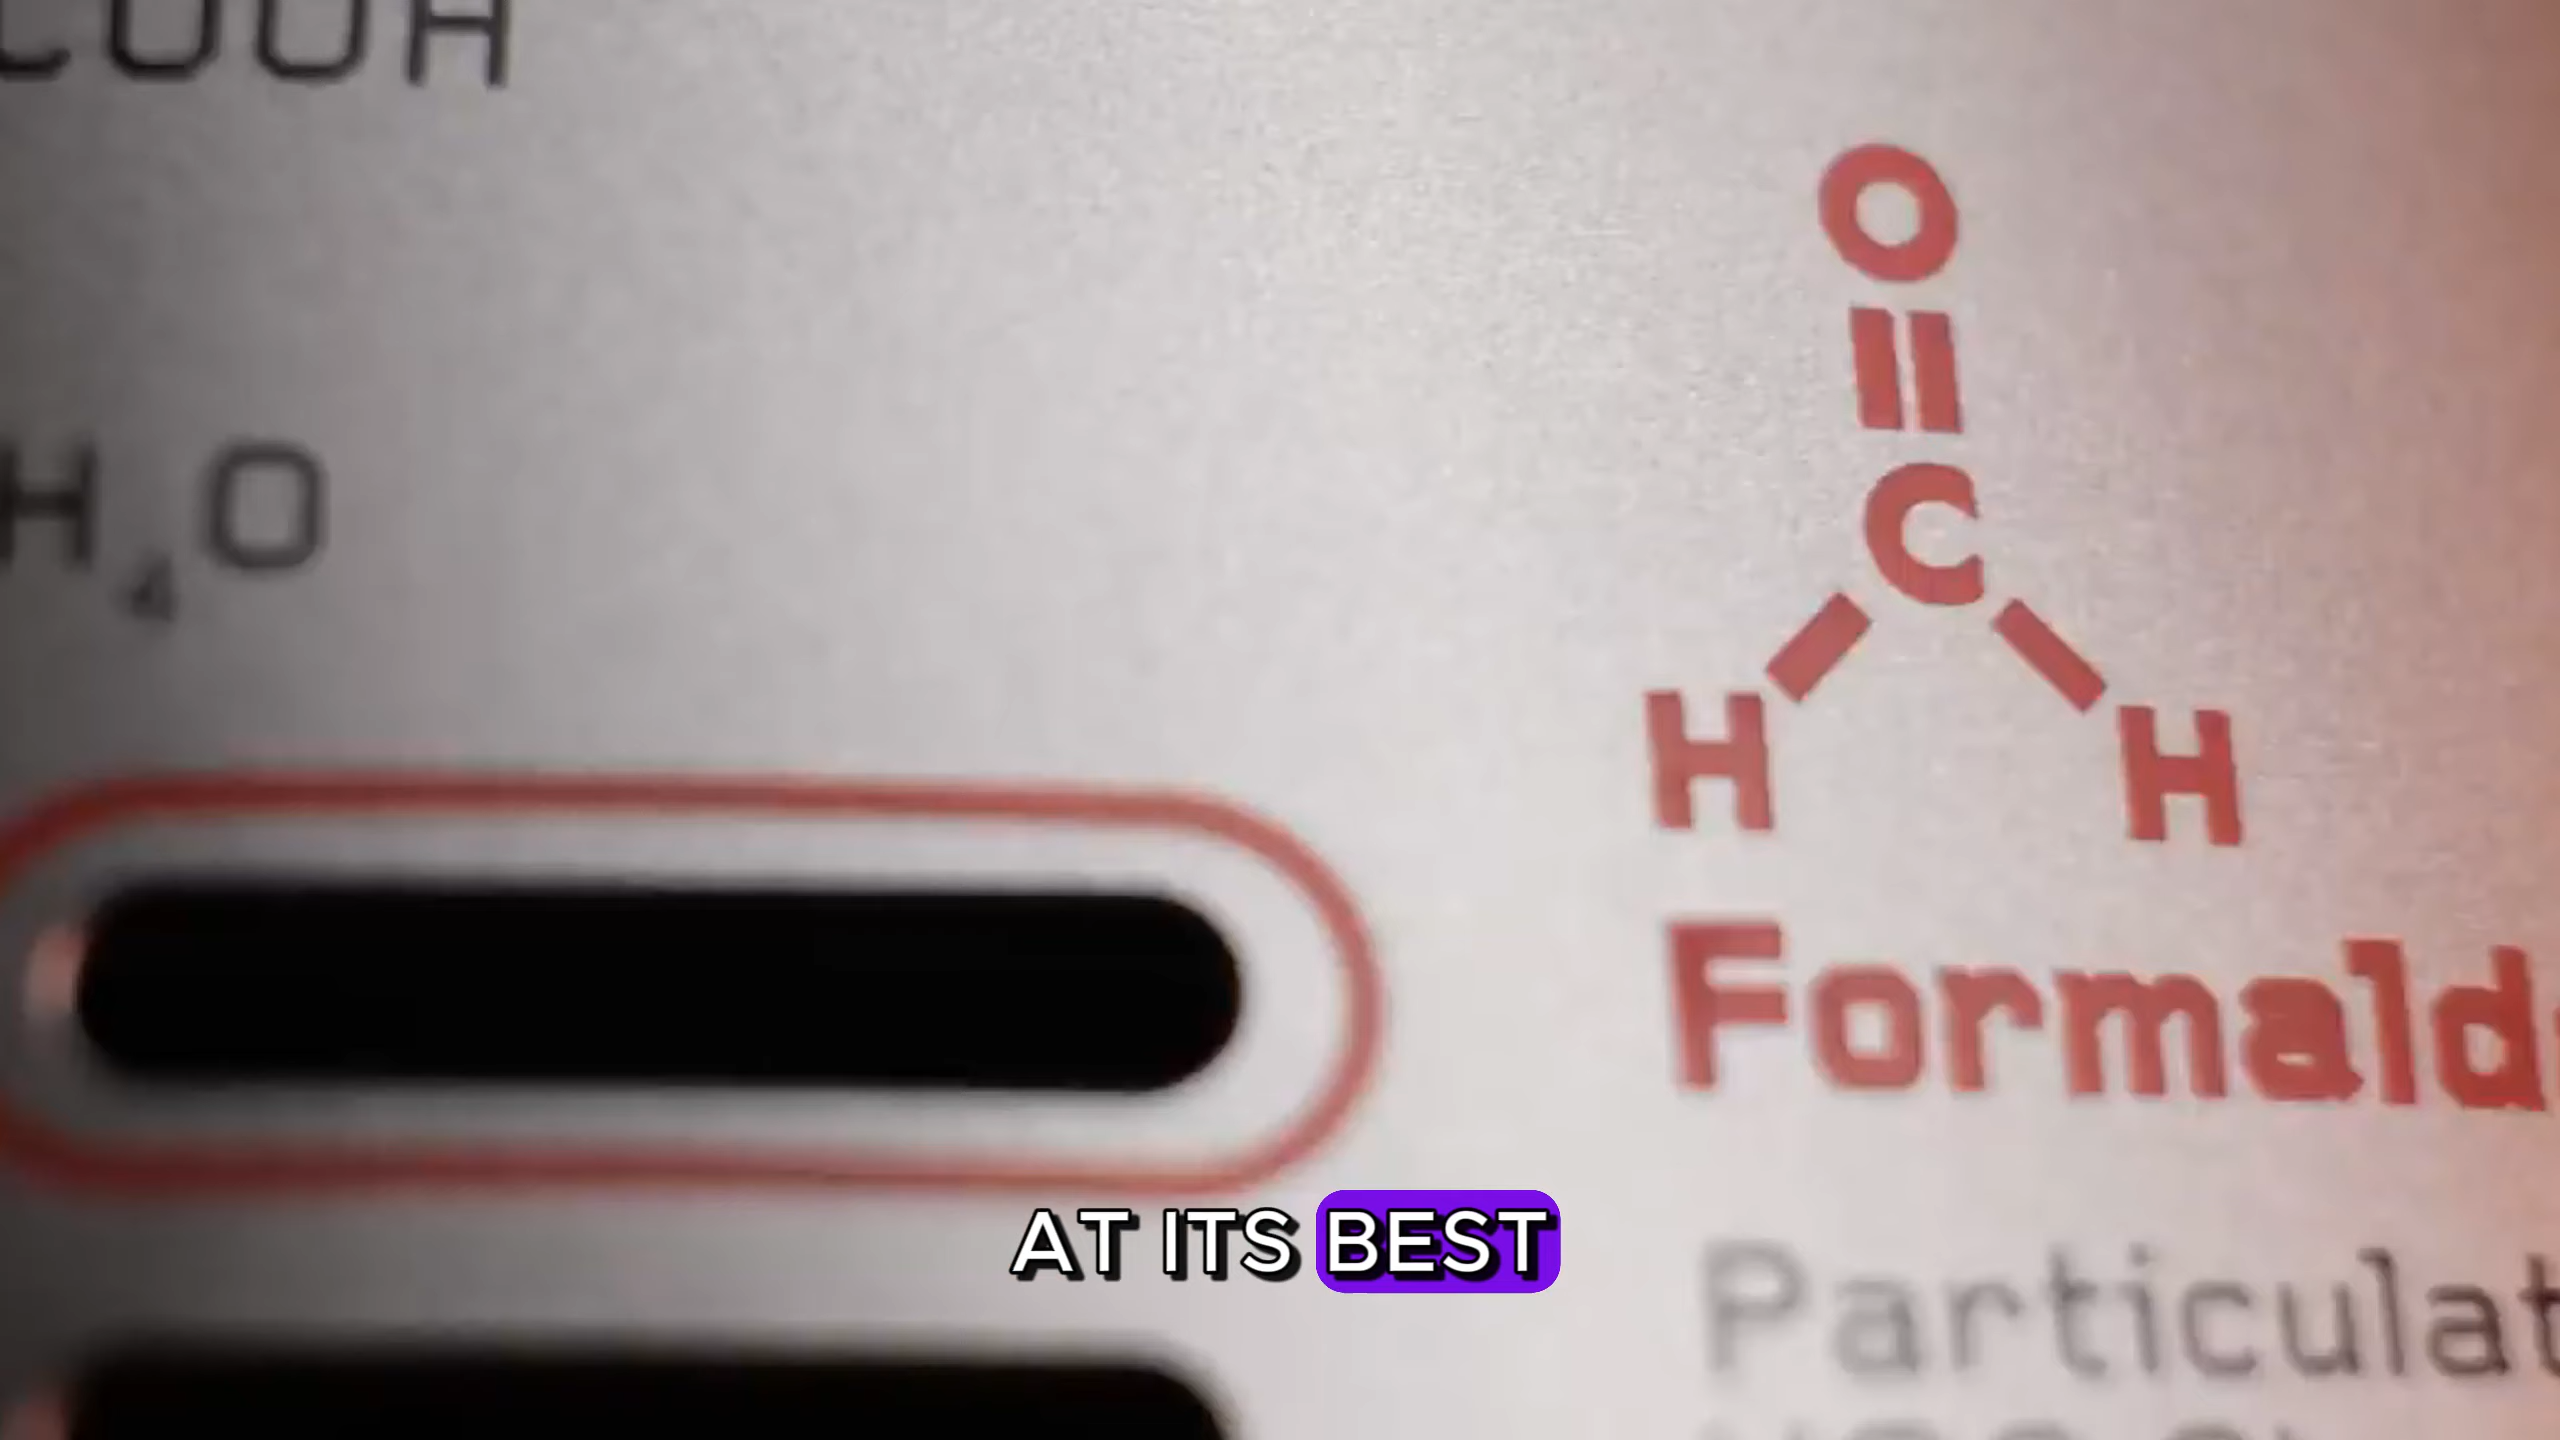 COOH
H₄O
O
C
H H
Formald
Particulat
AT ITS BEST